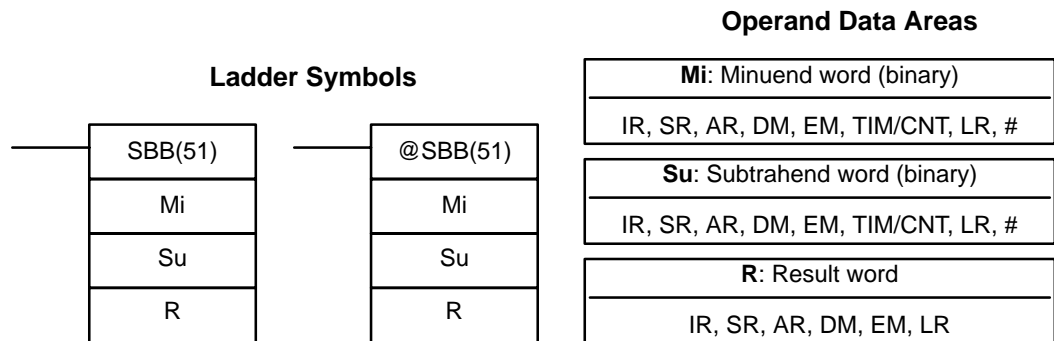 Operand Data Areas
Ladder Symbols
Mi: Minuend word (binary)
IR, SR, AR, DM, EM, TIM/CNT, LR, #
SBB(51)
@SBB(51)
Su: Subtrahend word (binary)
Mi
Mi
IR, SR, AR, DM, EM, TIM/CNT, LR, #
Su
Su
R: Result word
R
R
IR, SR, AR, DM, EM, LR